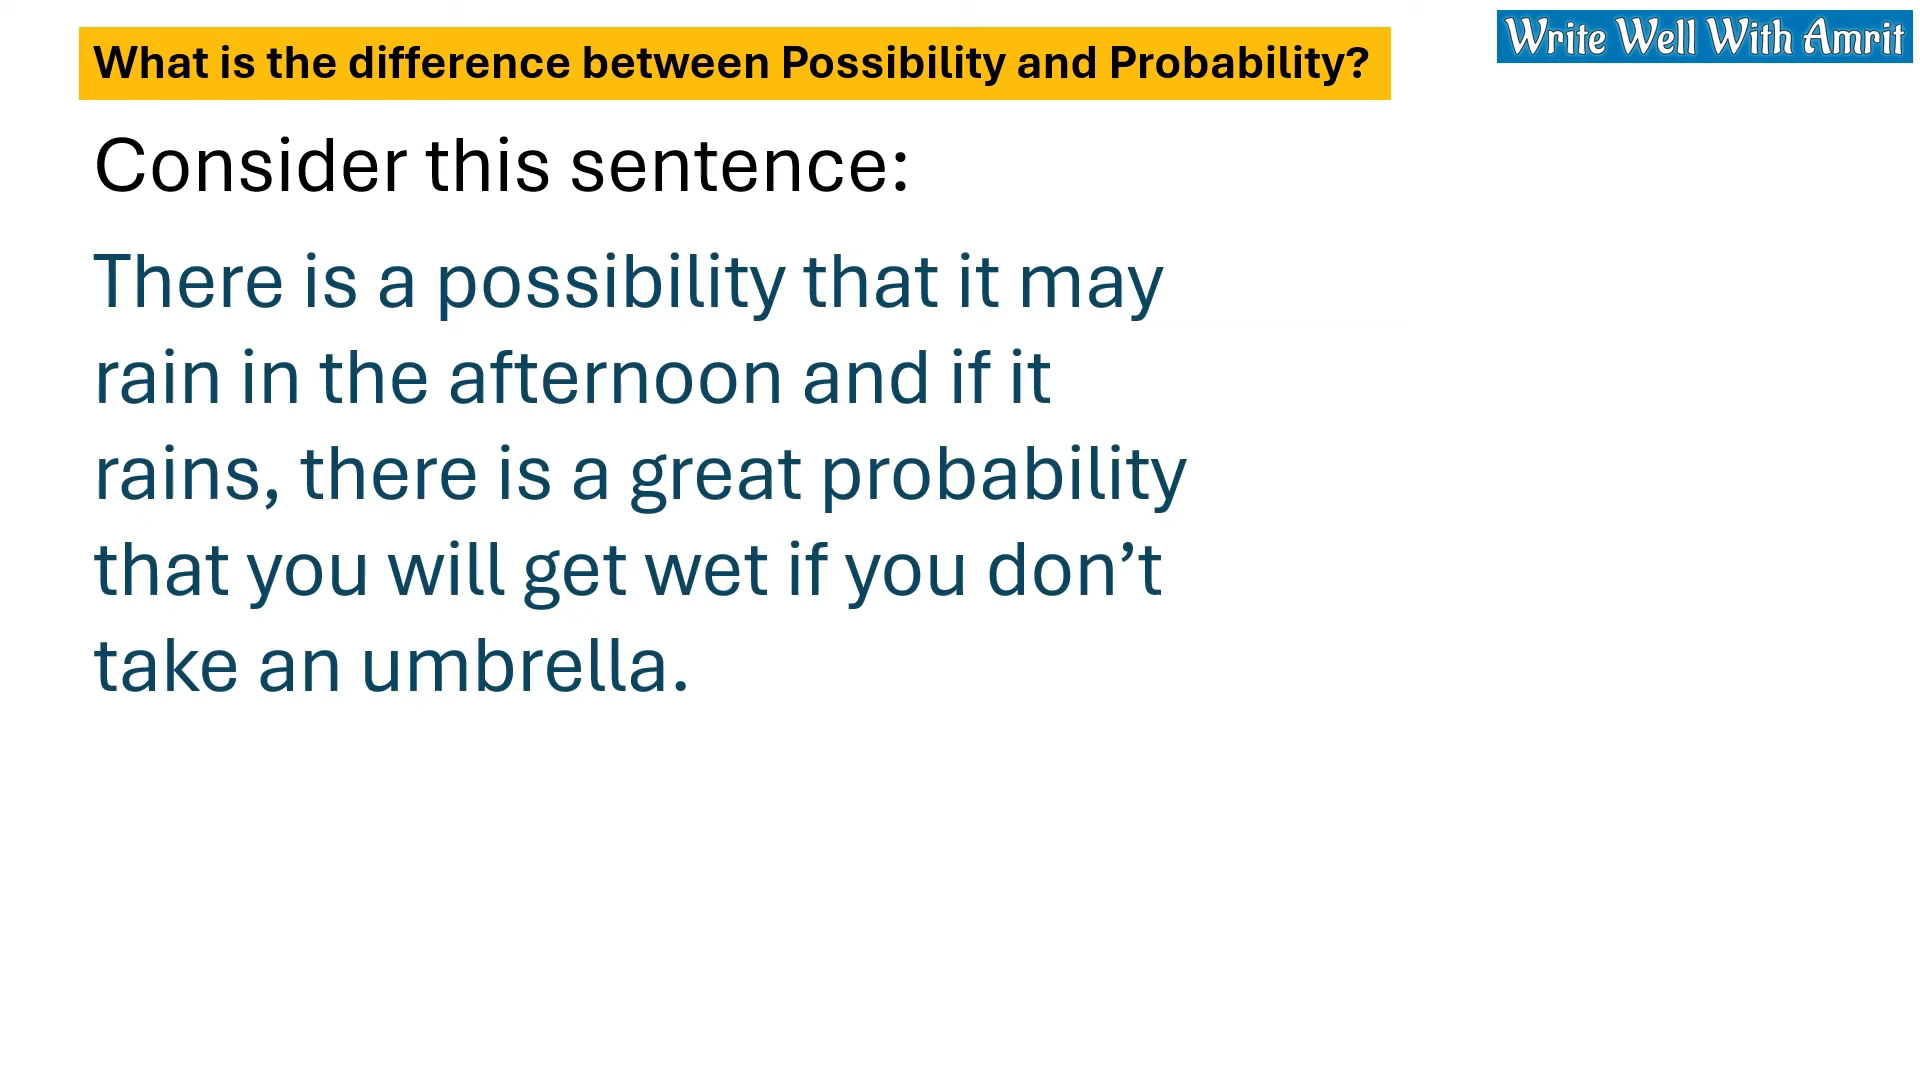 What is the difference between Possibility and Probability?
Write Well With Amrit
Consider this sentence:
There is a possibility that it may
rain in the afternoon and if it
rains, there is a great probability
that you will get wet if you don’t
take an umbrella.